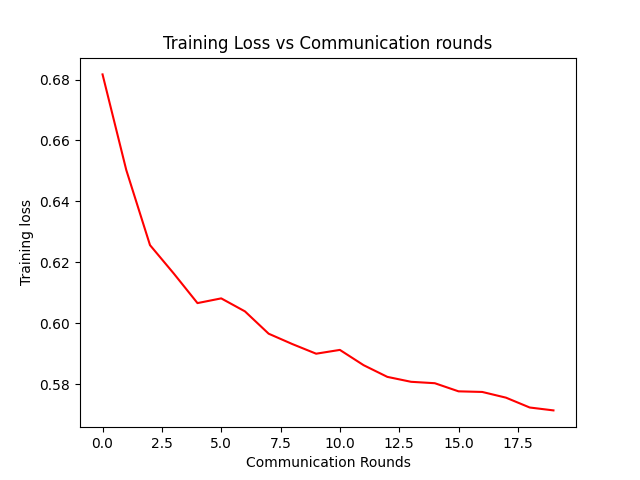 Training Loss vs Communication rounds
0.68
0.66
0.64
0.62
0.60
0.58
Training loss
0.0 2.5 5.0 7.5 10.0 12.5 15.0 17.5
Communication Rounds